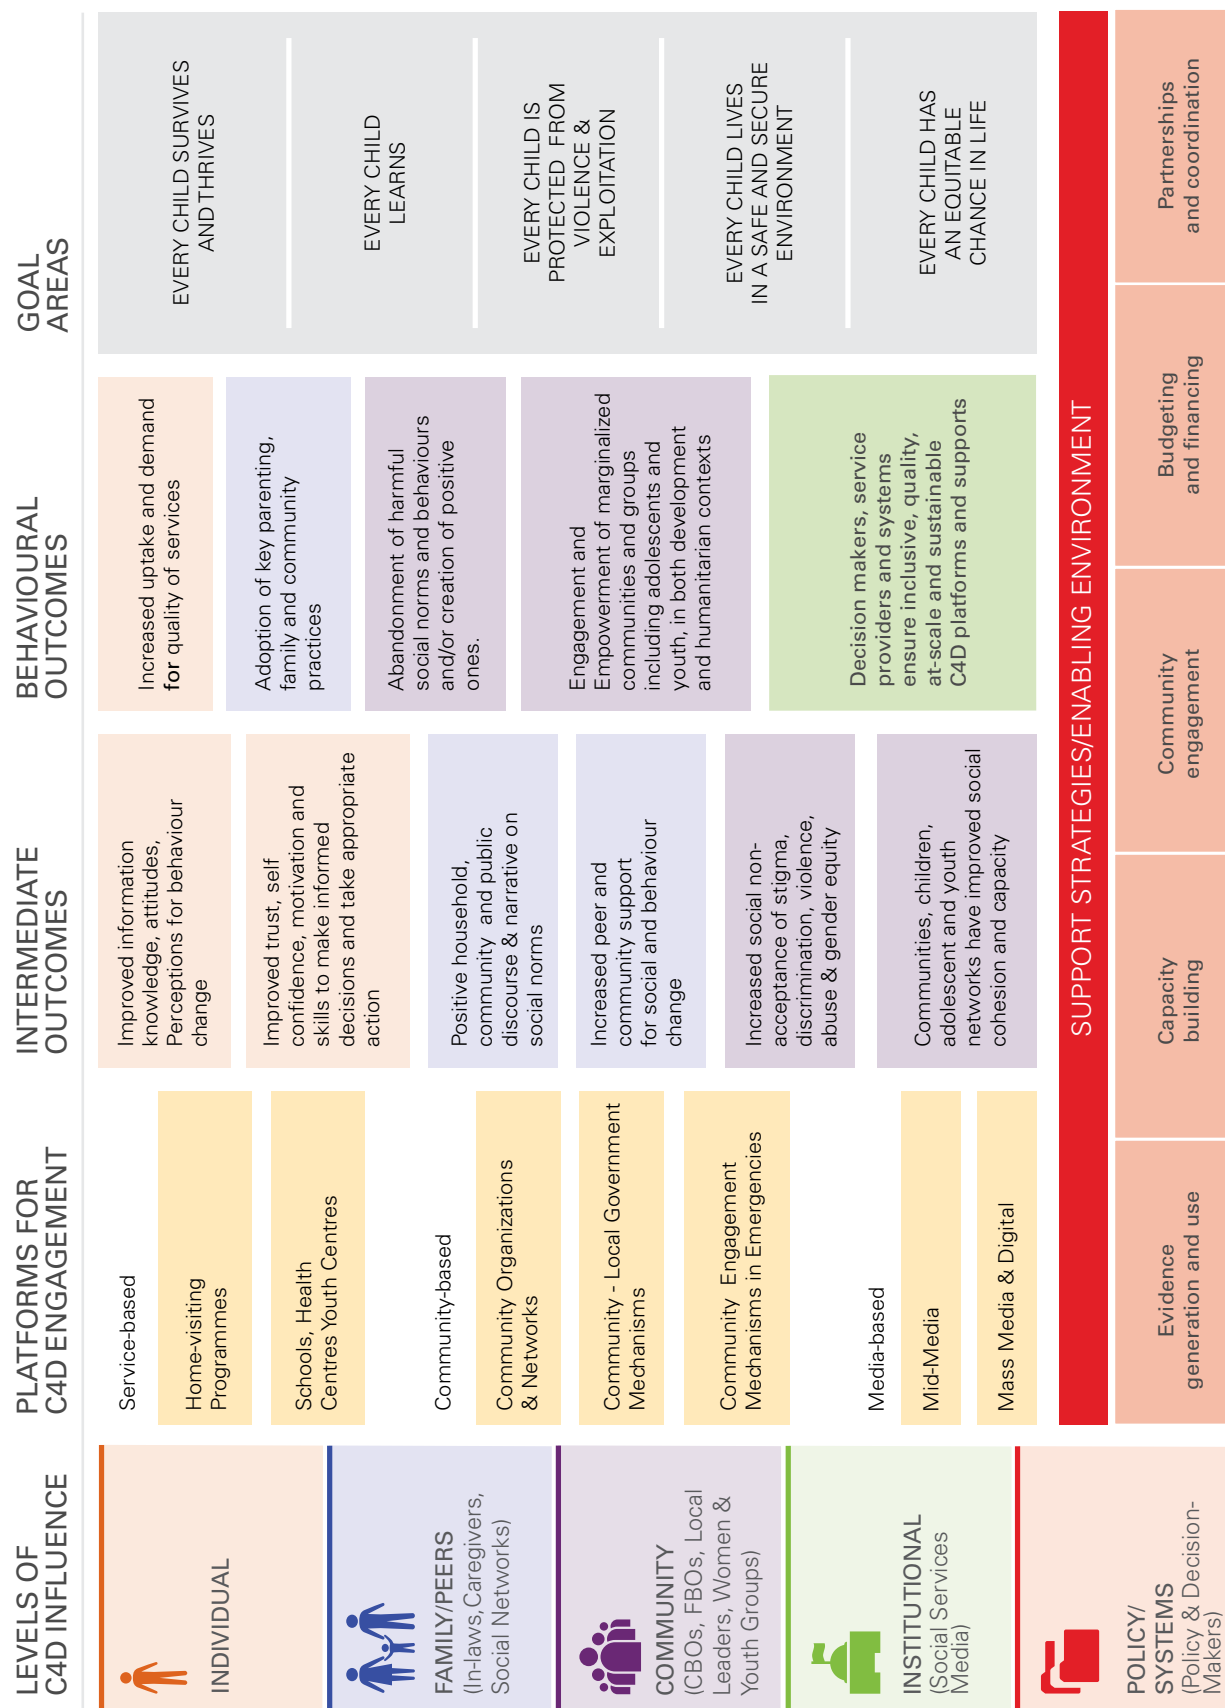 LEVELS OF
C4D INFLUENCE
INDIVIDUAL
FAMILY/PEERS
(In-laws,Caregivers,
Social Networks)
COMMUNITY
(CBOs, FBOs, Local
Leaders, Women &
Youth Groups)
INSTITUTIONAL
(Social Services
Media)
POLICY/
SYSTEMS
(Policy & Decision-
Makers)
PLATFORMS FOR
C4D ENGAGEMENT
Service-based
Home-visiting
Programmes
Schools, Health
Centres Youth Centres
Community-based
Community Organizations
& Networks
Community - Local Government
Mechanisms
Community Engagement
Mechanisms in Emergencies
Media-based
Mid-Media
Mass Media & Digital
INTERMEDIATE
OUTCOMES
Improved information
knowledge, attitudes,
Perceptions for behaviour
change
Improved trust, self
confidence, motivation and
skills to make informed
decisions and take appropriate
action
Positive household,
community and public
discourse & narrative on
social norms
Increased peer and
community support
for social and behaviour
change
Increased social non-
acceptance of stigma,
discrimination, violence,
abuse & gender equity
Communities, children,
adolescent and youth
networks have improved social
cohesion and capacity
BEHAVIOURAL
OUTCOMES
Increased uptake and demand
for quality of services
Adoption of key parenting,
family and community
practices
Abandonment of harmful
social norms and behaviours
and/or creation of positive
ones.
Engagement and
Empowerment of marginalized
communities and groups
including adolescents and
youth, in both development
and humanitarian contexts
Decision makers, service
providers and systems
ensure inclusive, quality,
at-scale and sustainable
C4D platforms and supports
GOAL
AREAS
EVERY CHILD SURVIVES
AND THRIVES
EVERY CHILD
LEARNS
EVERY CHILD IS
PROTECTED FROM
VIOLENCE &
EXPLOITATION
EVERY CHILD LIVES
IN A SAFE AND SECURE
ENVIRONMENT
EVERY CHILD HAS
AN EQUITABLE
CHANCE IN LIFE
SUPPORT STRATEGIES/ENABLING ENVIRONMENT
Evidence
generation and use
Capacity
building
Community
engagement
Budgeting
and financing
Partnerships
and coordination